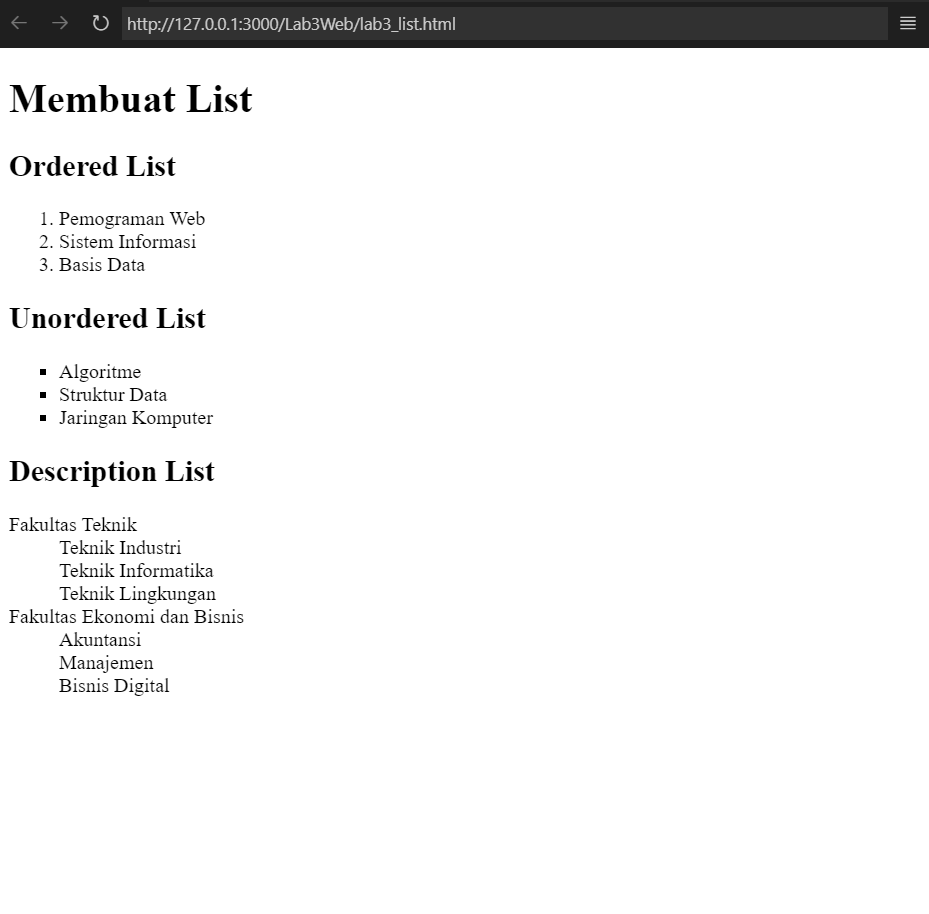 http://127.0.0.1:3000/Lab3Web/lab3_list.html
Membuat List
Ordered List
1. Pemograman Web
2. Sistem Informasi
3. Basis Data
Unordered List
▪ Algoritme
▪ Struktur Data
▪ Jaringan Komputer
Description List
Fakultas Teknik
Teknik Industri
Teknik Informatika
Teknik Lingkungan
Fakultas Ekonomi dan Bisnis
Akuntansi
Manajemen
Bisnis Digital